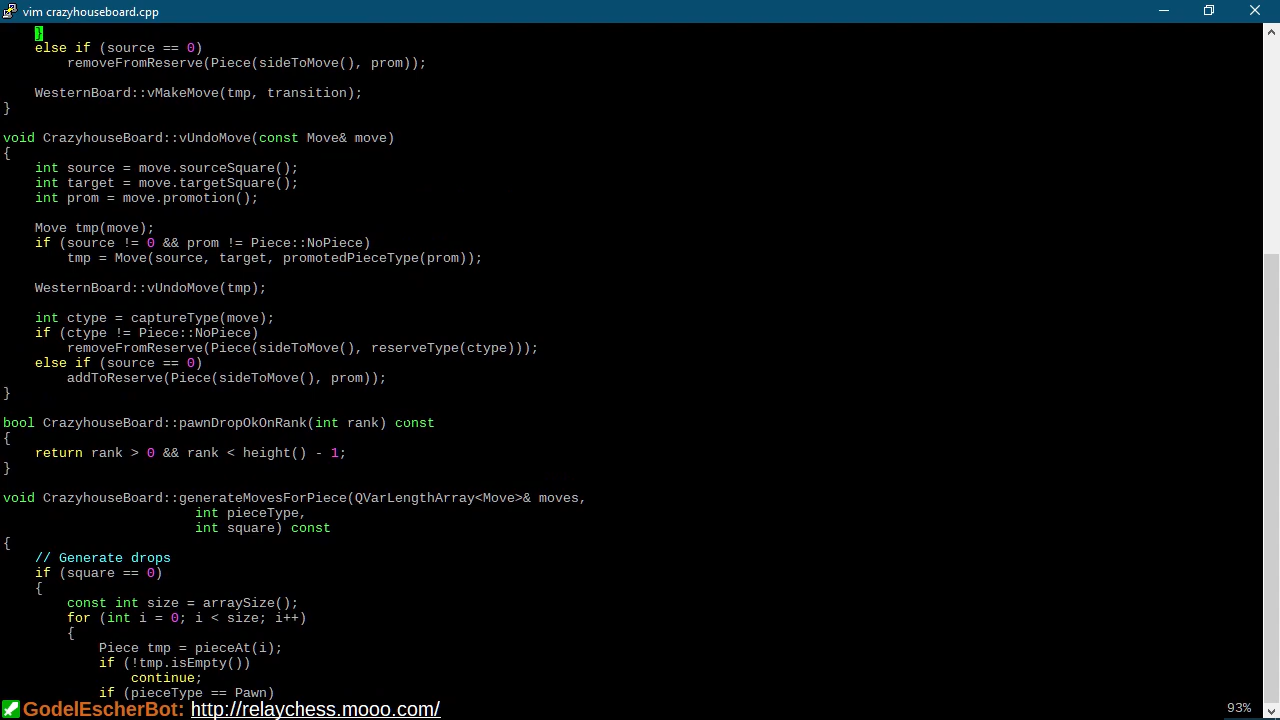 vim crazyhouseboard.cpp
}
else if (source == 0)
removeFromReserve(Piece(sideToMove(), prom));
WesternBoard::vMakeMove(tmp, transition);
}
void CrazyhouseBoard::vUndoMove(const Move& move)
{
int source = move.sourceSquare();
int target = move.targetSquare();
int prom = move.promotion();
Move tmp(move);
if (source != 0 && prom != Piece::NoPiece)
tmp = Move(source, target, promotedPieceType(prom));
WesternBoard::vUndoMove(tmp);
int ctype = captureType(move);
if (ctype != Piece::NoPiece)
removeFromReserve(Piece(sideToMove(), reserveType(ctype)));
else if (source == 0)
addToReserve(Piece(sideToMove(), prom));
}
bool CrazyhouseBoard::pawnDropOkOnRank(int rank) const
{
return rank > 0 && rank < height() - 1;
}
void CrazyhouseBoard::generateMovesForPiece(QVarLengthArray<Move>& moves,
int pieceType,
int square) const
{
// Generate drops
if (square == 0)
{
const int size = arraySize();
for (int i = 0; i < size; i++)
{
Piece tmp = pieceAt(i);
if (!tmp.isEmpty())
continue;
if (pieceType == Pawn)
GodelEscherBot: http://relaychess.mooo.com/
93%